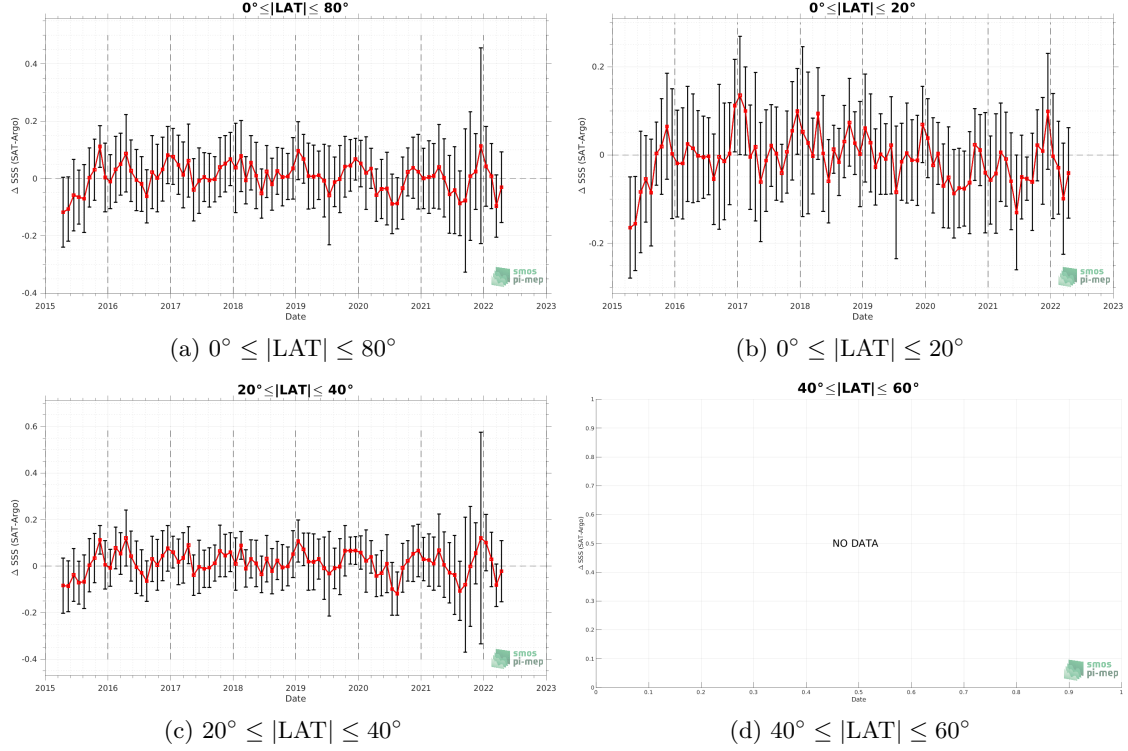 0°≤|LAT|≤ 80°
Δ SSS (SAT-Argo)
0.4
0.2
0
-0.2
-0.4
2015 2016 2017 2018 2019 2020 2021 2022 2023
Date
smos
pi-mep
(a) 0° ≤ |LAT| ≤ 80°
0°≤|LAT|≤ 20°
Δ SSS (SAT-Argo)
0.2
0
-0.2
2015 2016 2017 2018 2019 2020 2021 2022 2023
Date
smos
pi-mep
(b) 0° ≤ |LAT| ≤ 20°
20°≤|LAT|≤ 40°
Δ SSS (SAT-Argo)
0.6
0.4
0.2
0
-0.2
-0.4
2015 2016 2017 2018 2019 2020 2021 2022 2023
Date
smos
pi-mep
(c) 20° ≤ |LAT| ≤ 40°
40°≤|LAT|≤ 60°
Δ SSS (SAT-Argo)
1
0.9
0.8
0.7
0.6
0.5
0.4
0.3
0.2
0.1
0
NO DATA
0 0.1 0.2 0.3 0.4 0.5 0.6 0.7 0.8 0.9 1
Date
smos
pi-mep
(d) 40° ≤ |LAT| ≤ 60°